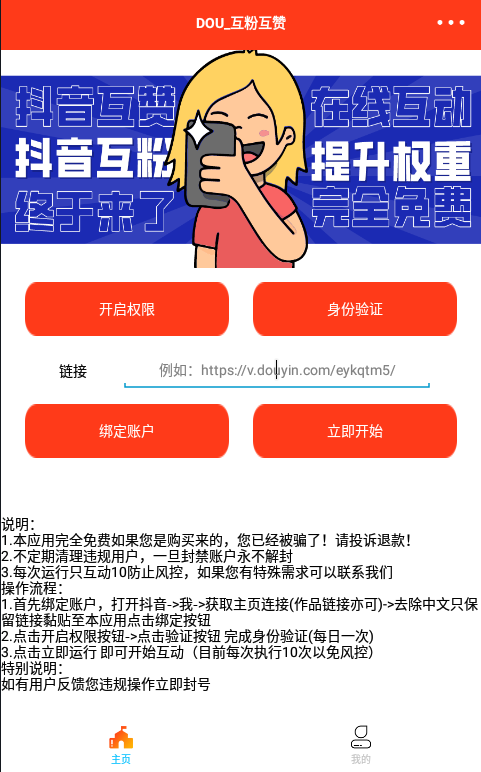 DOU_互粉互赞
抖音互赞
在线互动
抖音互粉
提升权重
终于来了
完全免费
开启权限
身份验证
链接
例如：https://v.douyin.com/eykqtm5/
绑定账户
立即开始
说明：
1.本应用完全免费如果您是购买来的，您已经被骗了！请投诉退款！
2.不定期清理违规用户，一旦封禁账户永不解封
3.每次运行只互动10防止风控，如果您有特殊需求可以联系我们
操作流程：
1.首先绑定账户，打开抖音->我->获取主页连接(作品链接亦可)->去除中文只保
留链接黏贴至本应用点击绑定按钮
2.点击开启权限按钮->点击验证按钮 完成身份验证(每日一次)
3.点击立即运行 即可开始互动（目前每次执行10次以免风控）
特别说明：
如有用户反馈您违规操作立即封号
主页
我的